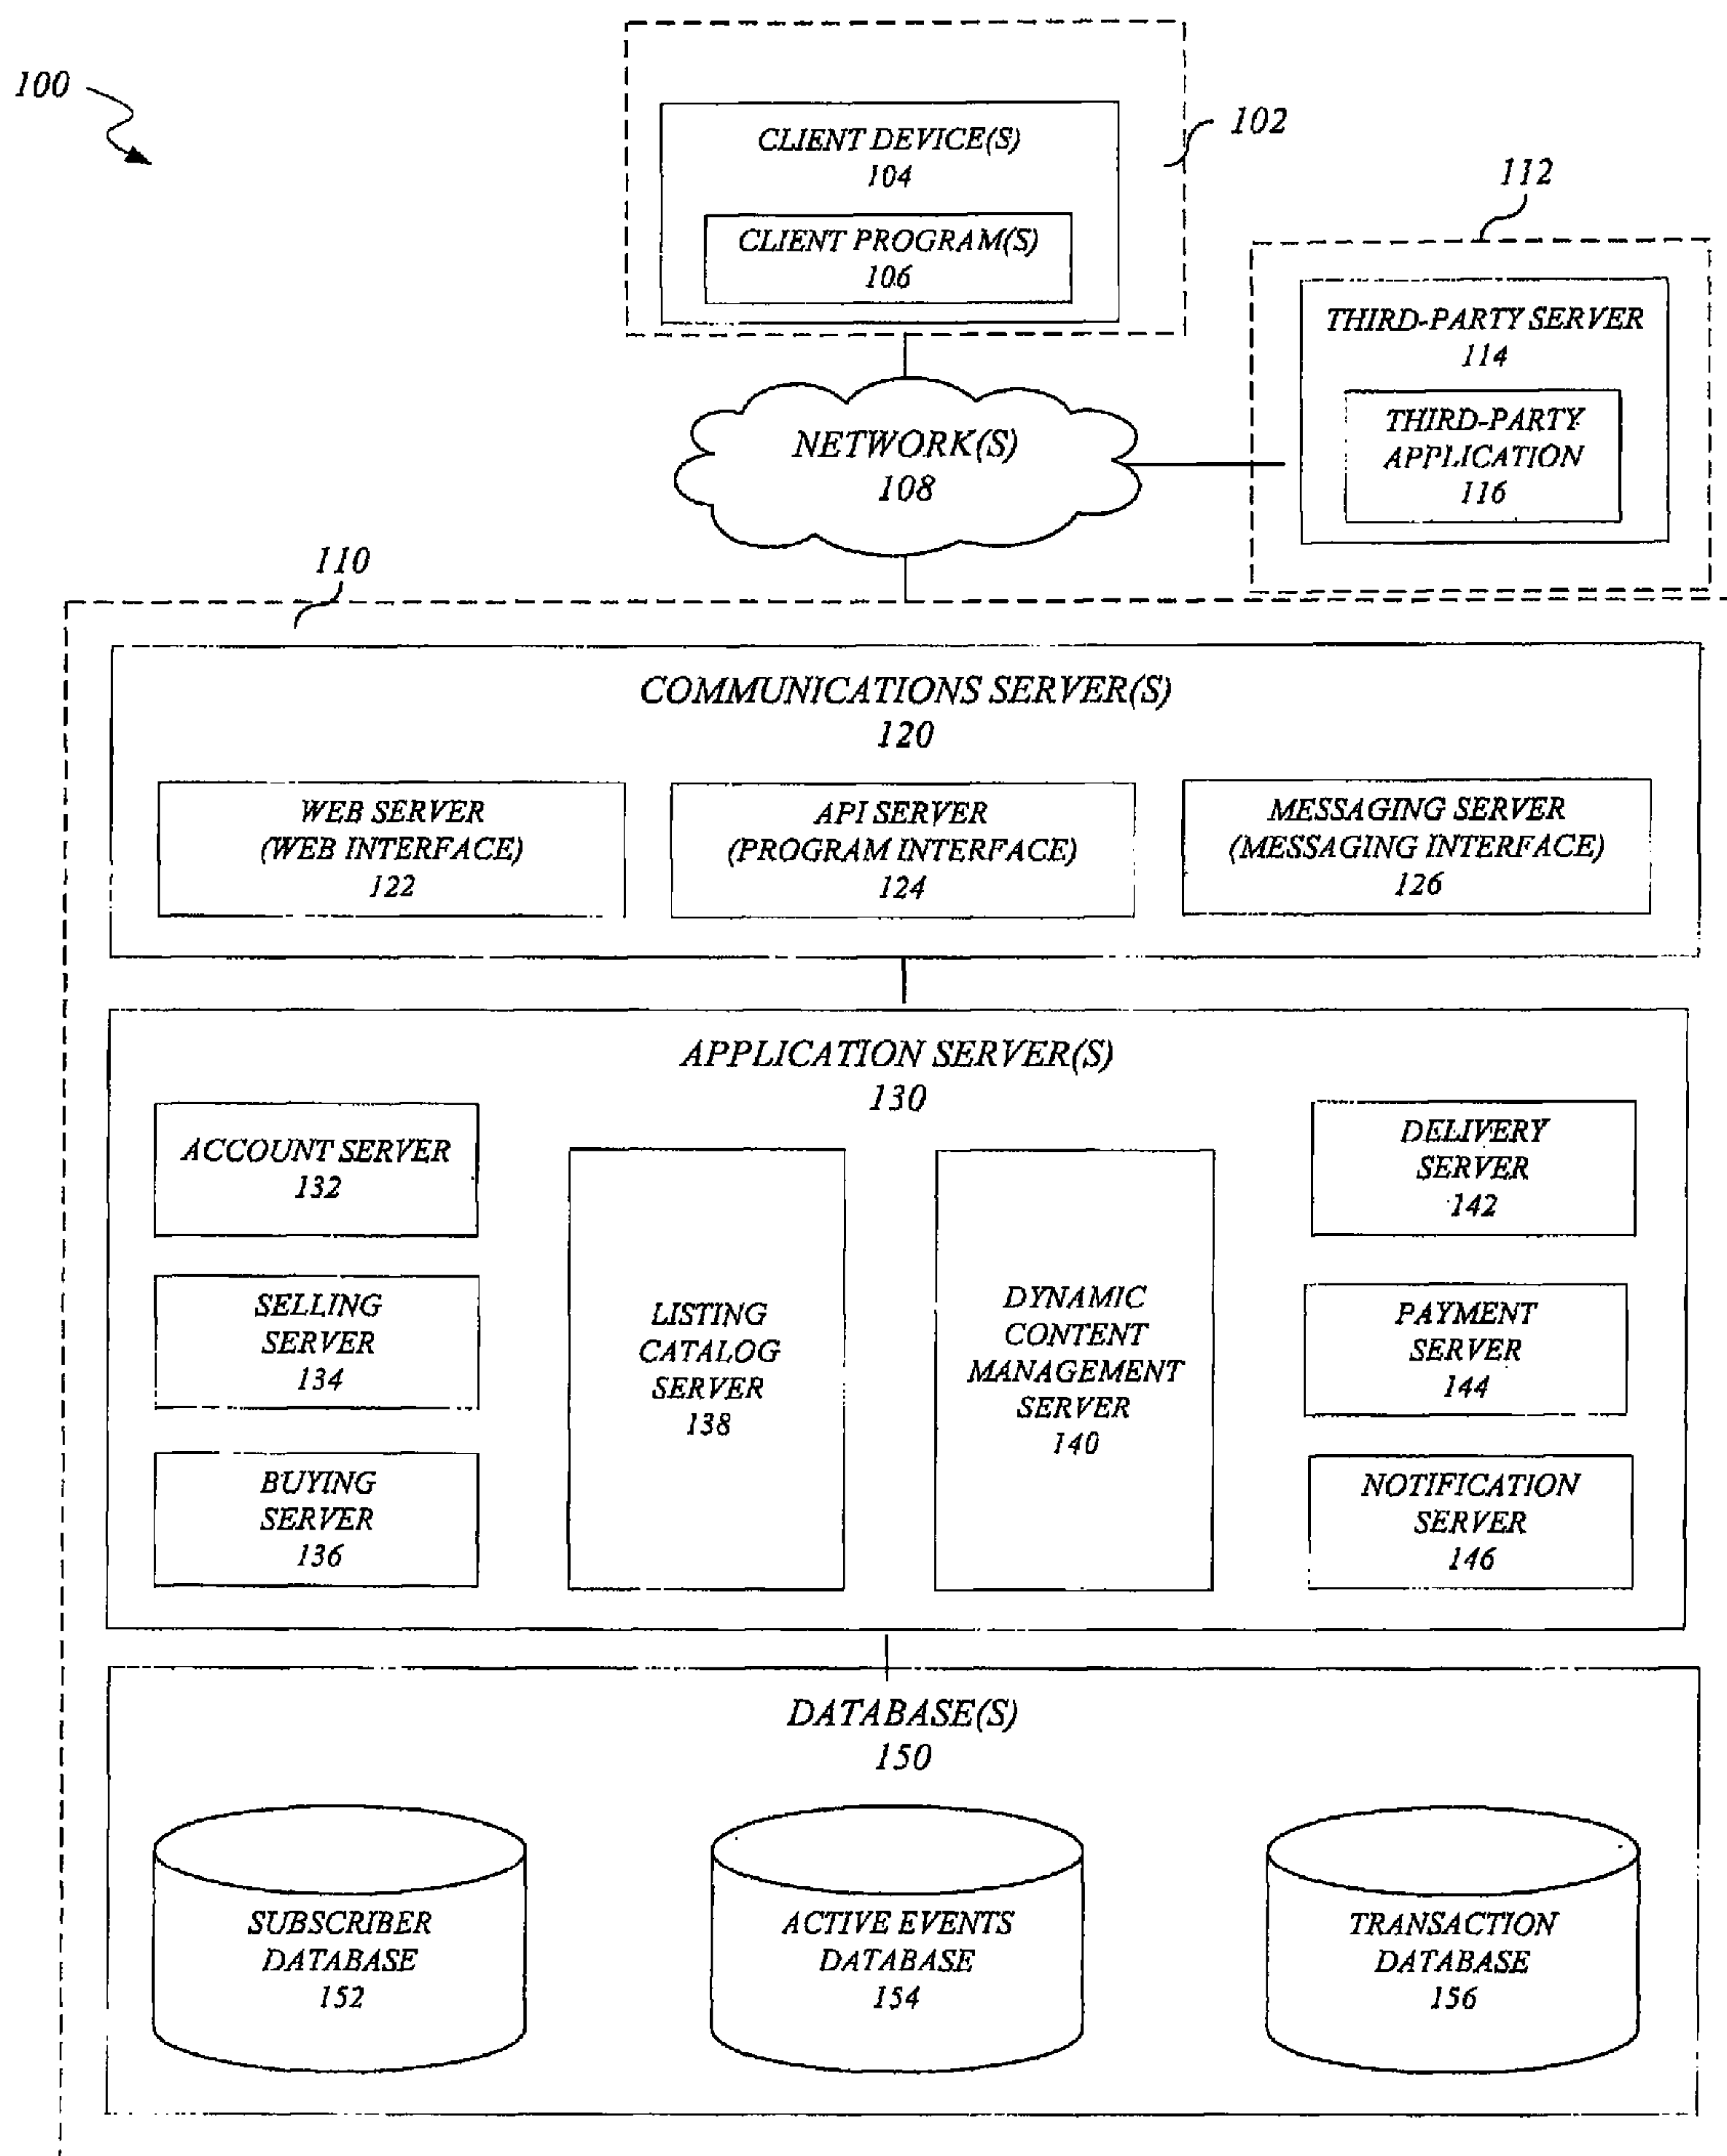 100
102
CLIENT DEVICE(S)
104
CLIENT PROGRAM(S)
106
112
THIRD-PARTY SERVER
114
THIRD-PARTY
APPLICATION
116
NETWORK(S)
108
110
COMMUNICATIONS SERVER(S)
120
WEB SERVER
(WEB INTERFACE)
122
API SERVER
(PROGRAM INTERFACE)
124
MESSAGING SERVER
(MESSAGING INTERFACE)
126
APPLICATION SERVER(S)
130
ACCOUNT SERVER
132
SELLING
SERVER
134
BUYING
SERVER
136
LISTING
CATALOG
SERVER
138
DYNAMIC
CONTENT
MANAGEMENT
SERVER
140
DELIVERY
SERVER
142
PAYMENT
SERVER
144
NOTIFICATION
SERVER
146
DATABASE(S)
150
SUBSCRIBER
DATABASE
152
ACTIVE EVENTS
DATABASE
154
TRANSACTION
DATABASE
156